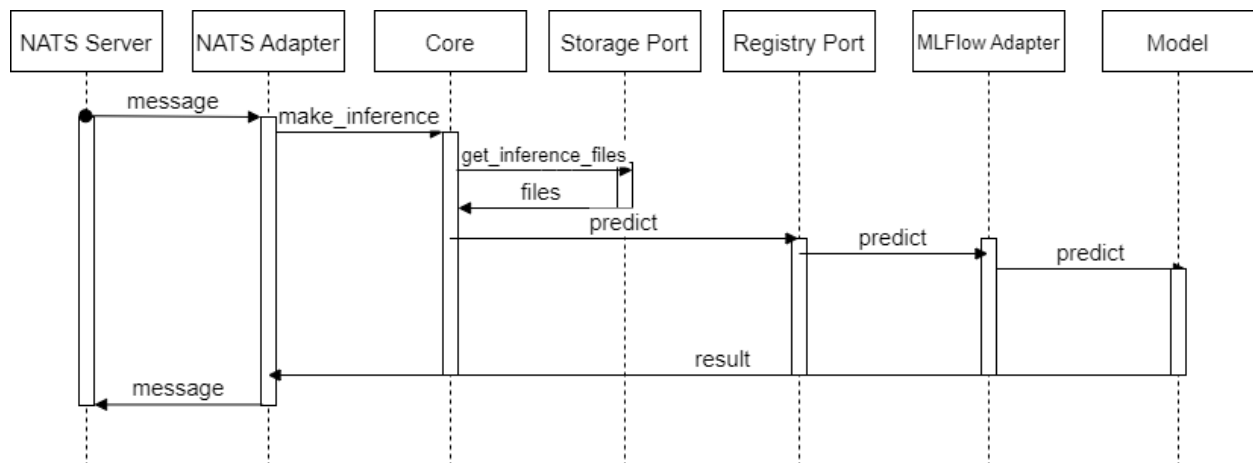 NATS Server
NATS Adapter
Core
Storage Port
Registry Port
MLFlow Adapter
Model
message
make_inference
get_inference_files
files
predict
predict
predict
result
message